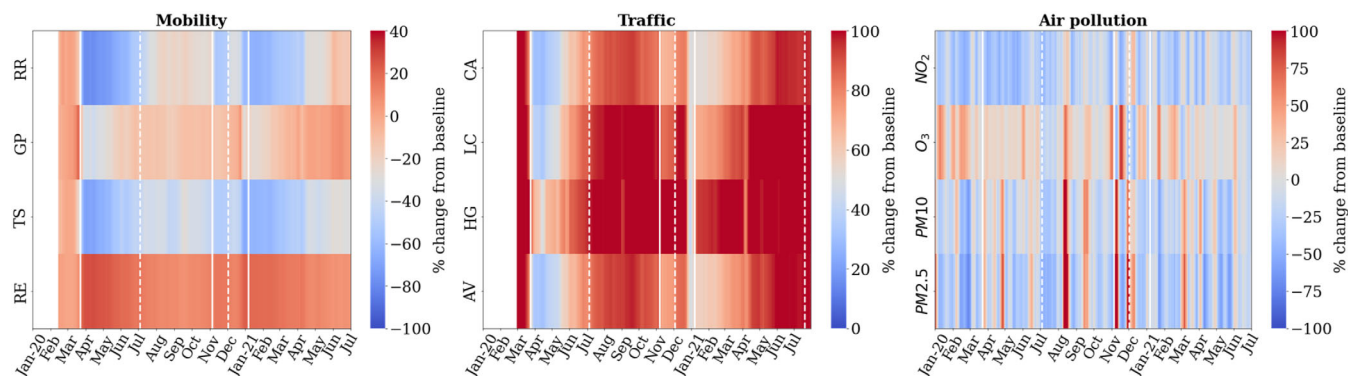 Mobility
RR
GP
TS
RE
Jan-20
Feb
Mar
Apr
May
Jun
Jul
Aug
Sep
Oct
Nov
Dec
Jan-21
Feb
Mar
Apr
May
Jun
Jul
40
20
0
−20
−40
−60
−80
−100
% change from baseline
Traffic
CA
LC
HG
AV
Jan-20
Feb
Mar
Apr
May
Jun
Jul
Aug
Sep
Oct
Nov
Dec
Jan-21
Feb
Mar
Apr
May
Jun
Jul
100
80
60
40
20
0
% change from baseline
Air pollution
NO2
O3
PM10
PM2.5
Jan-20
Feb
Mar
Apr
May
Jun
Jul
Aug
Sep
Oct
Nov
Dec
Jan-21
Feb
Mar
Apr
May
Jun
Jul
100
75
50
25
0
−25
−50
−75
−100
% change from baseline